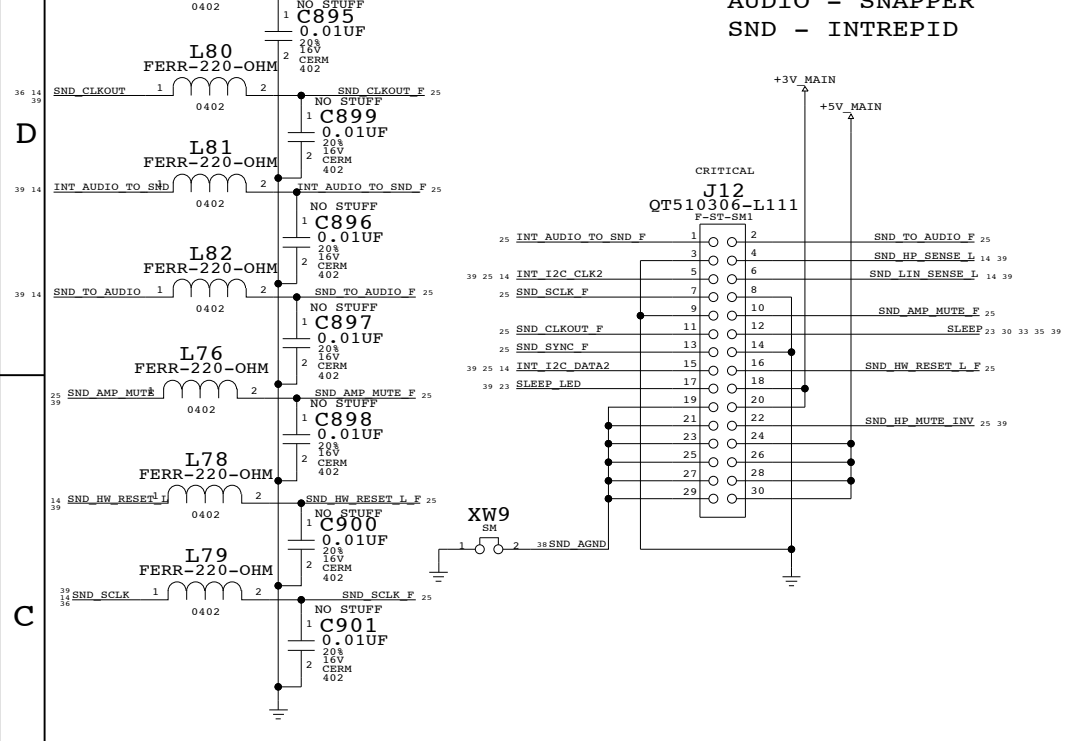 0402
NO STUFF
1 C895
0.01UF
20%
16V
2 CERM
402
AUDIO - SNAPPER
SND - INTREPID
L80
FERR-220-OHM
36 14
39
SND_CLKOUT 1 2 SND_CLKOUT_F 25
0402
NO STUFF
1 C899
0.01UF
20%
16V
2 CERM
402
D
L81
FERR-220-OHM
39 14 INT_AUDIO_TO_SND 1 2 INT_AUDIO_TO_SND_F 25
0402
NO STUFF
1 C896
0.01UF
20%
16V
2 CERM
402
L82
FERR-220-OHM
39 14 SND_TO_AUDIO 1 2 SND_TO_AUDIO_F 25
0402
NO STUFF
1 C897
0.01UF
20%
16V
2 CERM
402
L76
FERR-220-OHM
25
39
SND_AMP_MUTE 1 2 SND_AMP_MUTE_F 25
0402
NO STUFF
1 C898
0.01UF
20%
16V
2 CERM
402
L78
FERR-220-OHM
14
39
SND_HW_RESET_L 1 2 SND_HW_RESET_L_F 25
0402
NO STUFF
1 C900
0.01UF
20%
16V
2 CERM
402
L79
FERR-220-OHM
39
14
36
SND_SCLK 1 2 SND_SCLK_F 25
0402
NO STUFF
1 C901
0.01UF
20%
16V
2 CERM
402
C
+3V_MAIN
+5V_MAIN
CRITICAL
J12
QT510306-L111
F-ST-SM1
25 INT_AUDIO_TO_SND_F 1 2 SND_TO_AUDIO_F 25
3 4 SND_HP_SENSE_L 14 39
39 25 14 INT_I2C_CLK2 5 6 SND_LIN_SENSE_L 14 39
25 SND_SCLK_F 7 8
9 10 SND_AMP_MUTE_F 25
25 SND_CLKOUT_F 11 12 SLEEP 23 30 33 35 39
25 SND_SYNC_F 13 14
39 25 14 INT_I2C_DATA2 15 16 SND_HW_RESET_L_F 25
39 23 SLEEP_LED 17 18
19 20
21 22 SND_HP_MUTE_INV 25 39
23 24
25 26
27 28
29 30
XW9
SM
1 2 38 SND_AGND